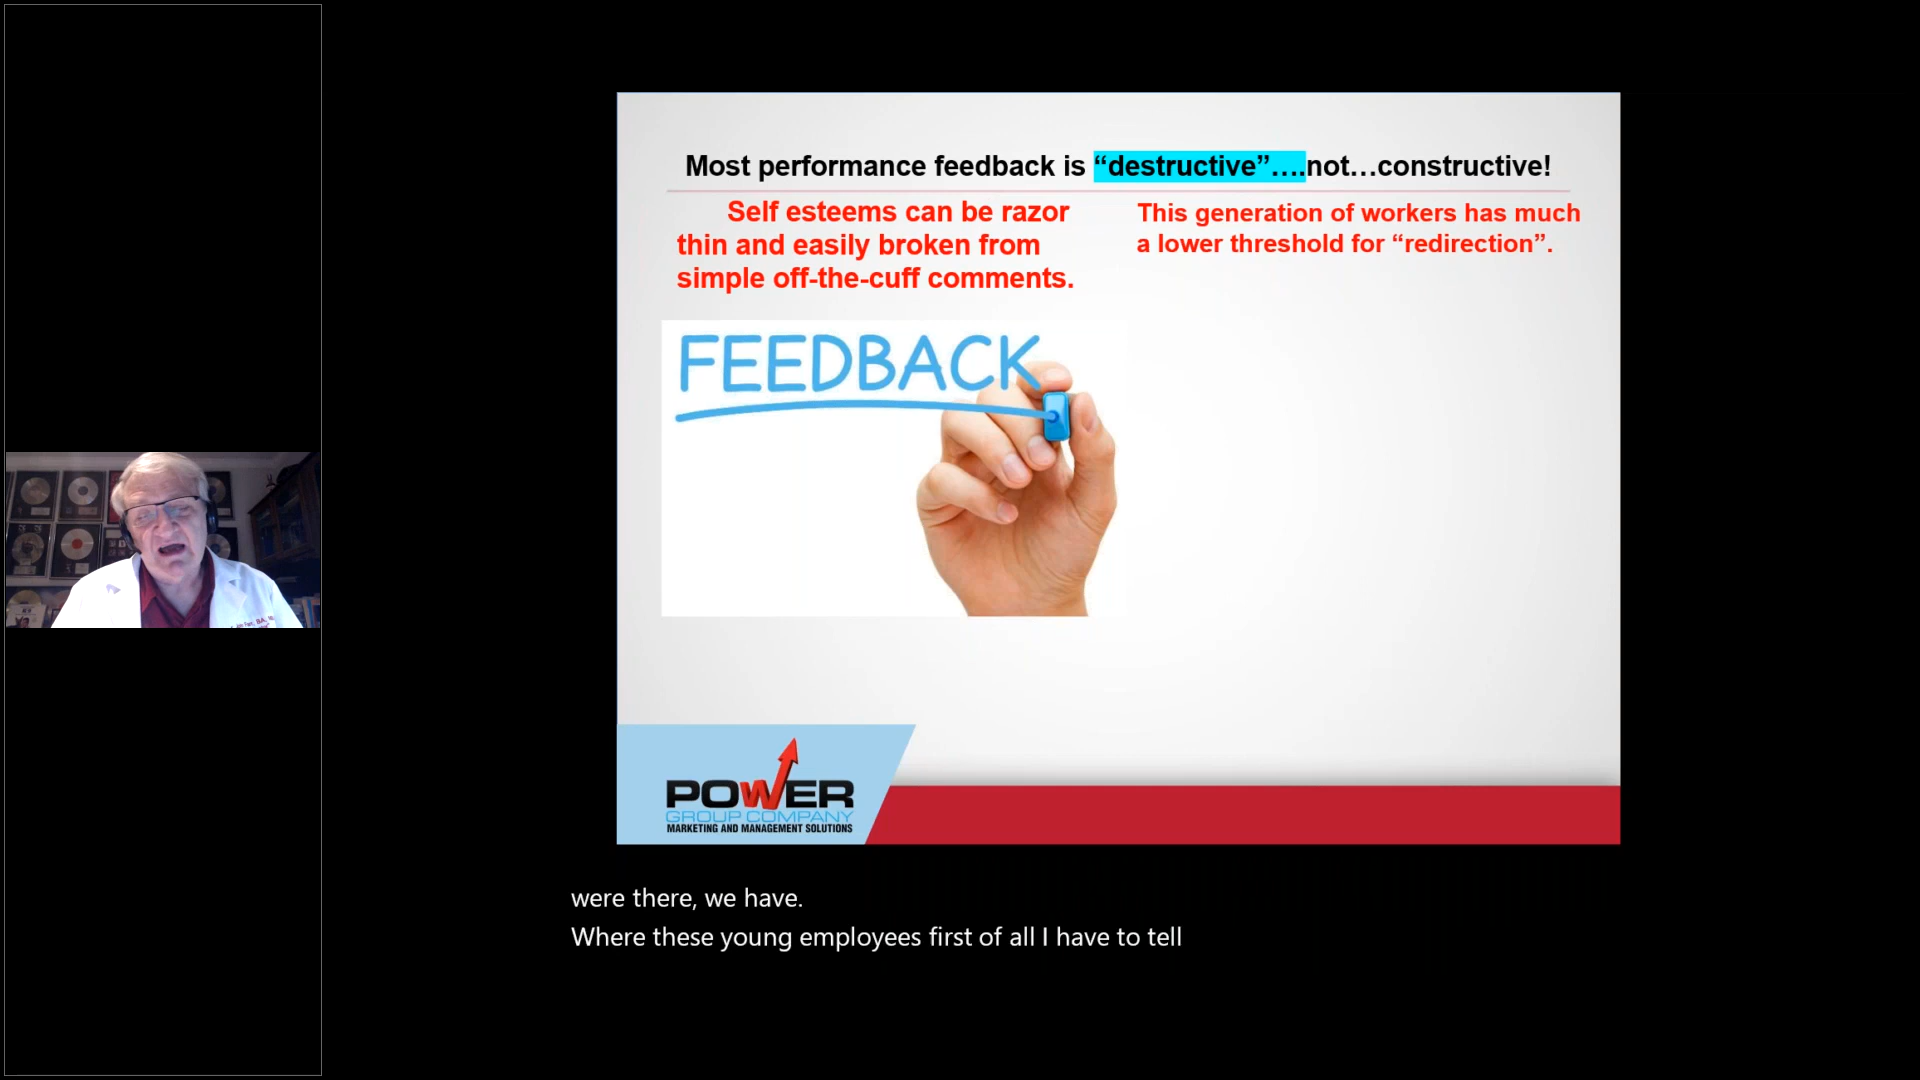 Most performance feedback is “destructive”….not…constructive!
Self esteems can be razor
thin and easily broken from
simple off-the-cuff comments.
This generation of workers has much
a lower threshold for “redirection”.
FEEDBACK
POWER
GROUP COMPANY
MARKETING AND MANAGEMENT SOLUTIONS
were there, we have.
Where these young employees first of all I have to tell